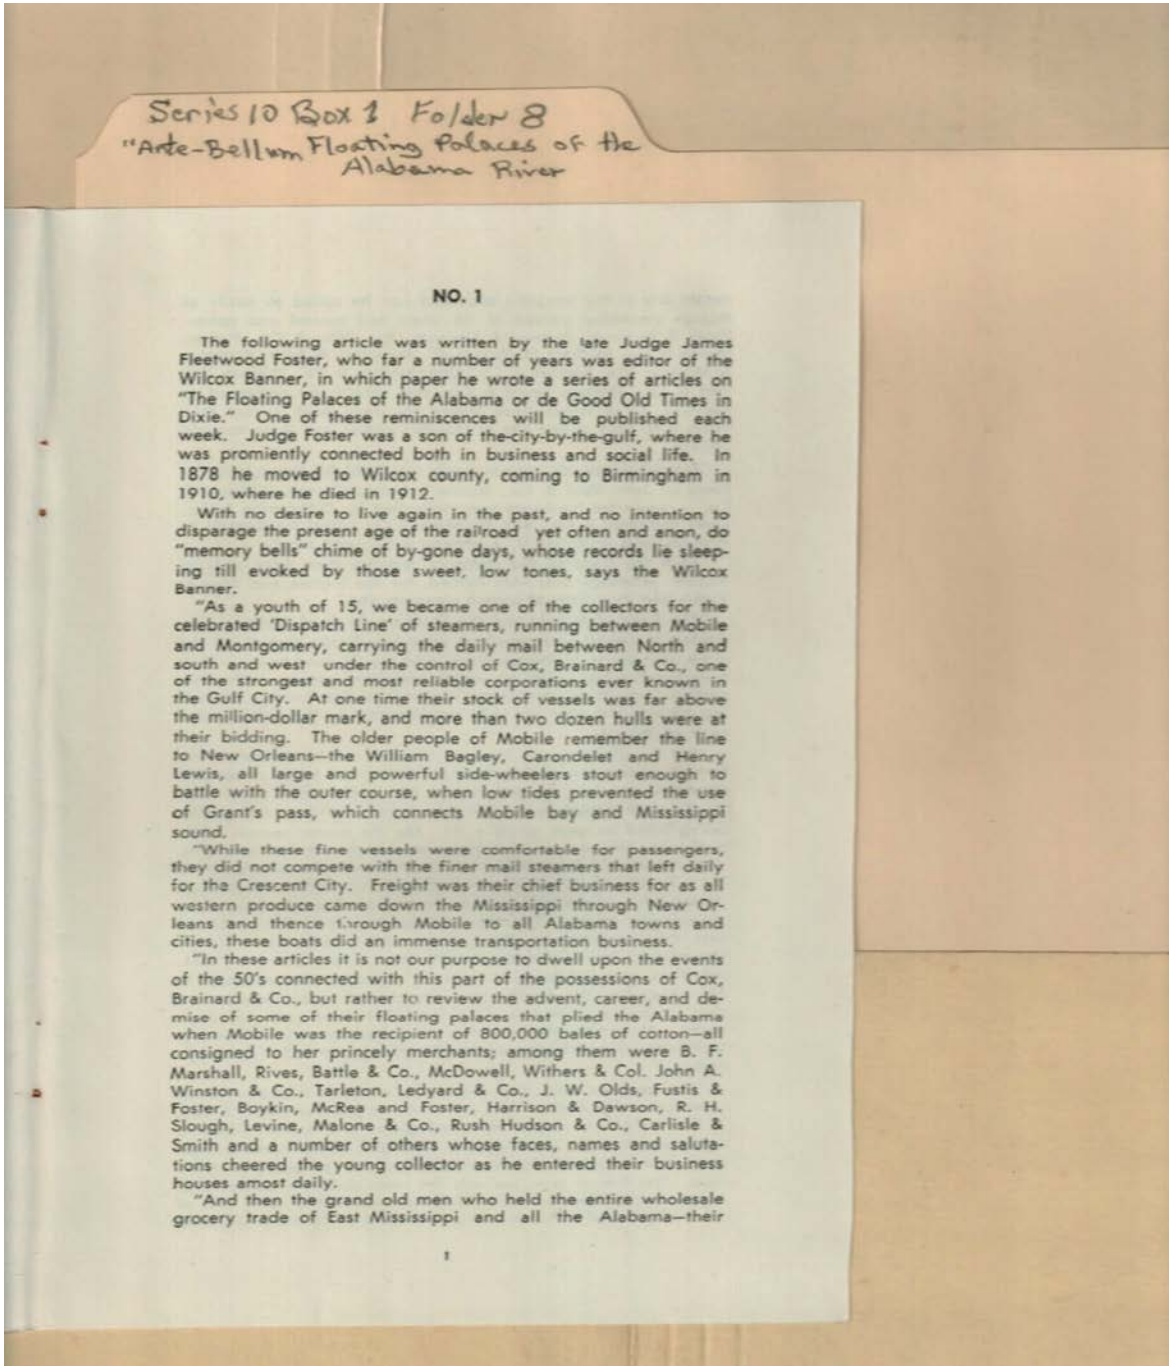 Series 10 Box 1 Folder 8
"Ante-Bellum Floating Palaces of the
Alabama River
NO. 1
The following article was written by the late Judge James
Fleetwood Foster, who far a number of years was editor of the
Wilcox Banner, in which paper he wrote a series of articles on
"The Floating Palaces of the Alabama or de Good Old Times in
Dixie." One of these reminiscences will be published each
week. Judge Foster was a son of the-city-by-the-gulf, where he
was promiently connected both in business and social life. In
1878 he moved to Wilcox county, coming to Birmingham in
1910, where he died in 1912.
With no desire to live again in the past, and no intention to
disparage the present age of the railroad yet often and anon, do
"memory bells" chime of by-gone days, whose records lie sleep-
ing till evoked by those sweet, low tones, says the Wilcox
Banner.
"As a youth of 15, we became one of the collectors for the
celebrated 'Dispatch Line' of steamers, running between Mobile
and Montgomery, carrying the daily mail between North and
south and west under the control of Cox, Brainard & Co., one
of the strongest and most reliable corporations ever known in
the Gulf City. At one time their stock of vessels was far above
the million-dollar mark, and more than two dozen hulls were at
their bidding. The older people of Mobile remember the line
to New Orleans—the William Bagley, Carondelet and Henry
Lewis, all large and powerful side-wheelers stout enough to
battle with the outer course, when low tides prevented the use
of Grant's pass, which connects Mobile bay and Mississippi
sound.
"While these fine vessels were comfortable for passengers,
they did not compete with the finer mail steamers that left daily
for the Crescent City. Freight was their chief business for as all
western produce came down the Mississippi through New Or-
leans and thence through Mobile to all Alabama towns and
cities, these boats did an immense transportation business.
"In these articles it is not our purpose to dwell upon the events
of the 50's connected with this part of the possessions of Cox,
Brainard & Co., but rather to review the advent, career, and de-
mise of some of their floating palaces that plied the Alabama
when Mobile was the recipient of 800,000 bales of cotton—all
consigned to her princely merchants; among them were B. F.
Marshall, Rives, Battle & Co., McDowell, Withers & Col. John A.
Winston & Co., Tarleton, Ledyard & Co., J. W. Olds, Fustis &
Foster, Boykin, McRea and Foster, Harrison & Dawson, R. H.
Slough, Levine, Malone & Co., Rush Hudson & Co., Carlisle &
Smith and a number of others whose faces, names and saluta-
tions cheered the young collector as he entered their business
houses amost daily.
"And then the grand old men who held the entire wholesale
grocery trade of East Mississippi and all the Alabama—their
1